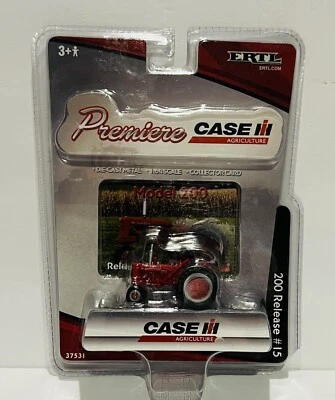 3+
ERTL
ERTL.COM
Premiere
CASE IH
AGRICULTURE
• DIE-CAST METAL • 1:64 SCALE • COLLECTOR CARD
Model 200
CASE IH
AGRICULTURE
37531
200 Release #15